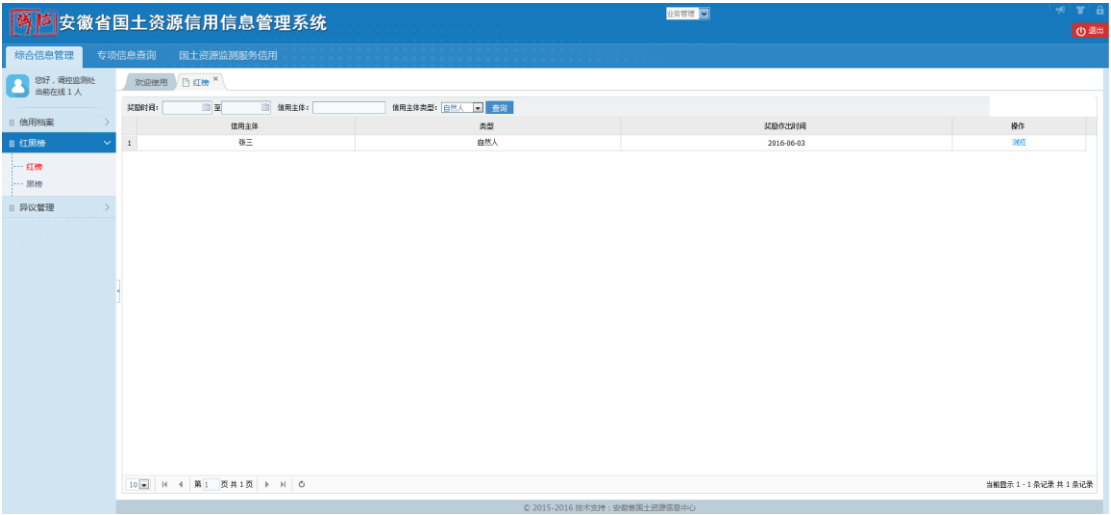 诚信 安徽省国土资源信用信息管理系统 业务管理
退出
综合信息管理 专项信息查询 国土资源监测服务信用
您好，调控监测处
当前在线 1 人
欢迎使用 红榜
奖励时间： 至 信用主体： 信用主体类型： 自然人 查询
信用档案
信用主体 类型 奖励作出时间 操作
红黑榜
1 张三 自然人 2016-06-03 浏览
红榜
黑榜
异议管理
10 第 1 页共1页 当前显示 1 - 1 条记录 共 1 条记录
© 2015-2016 技术支持：安徽省国土资源信息中心